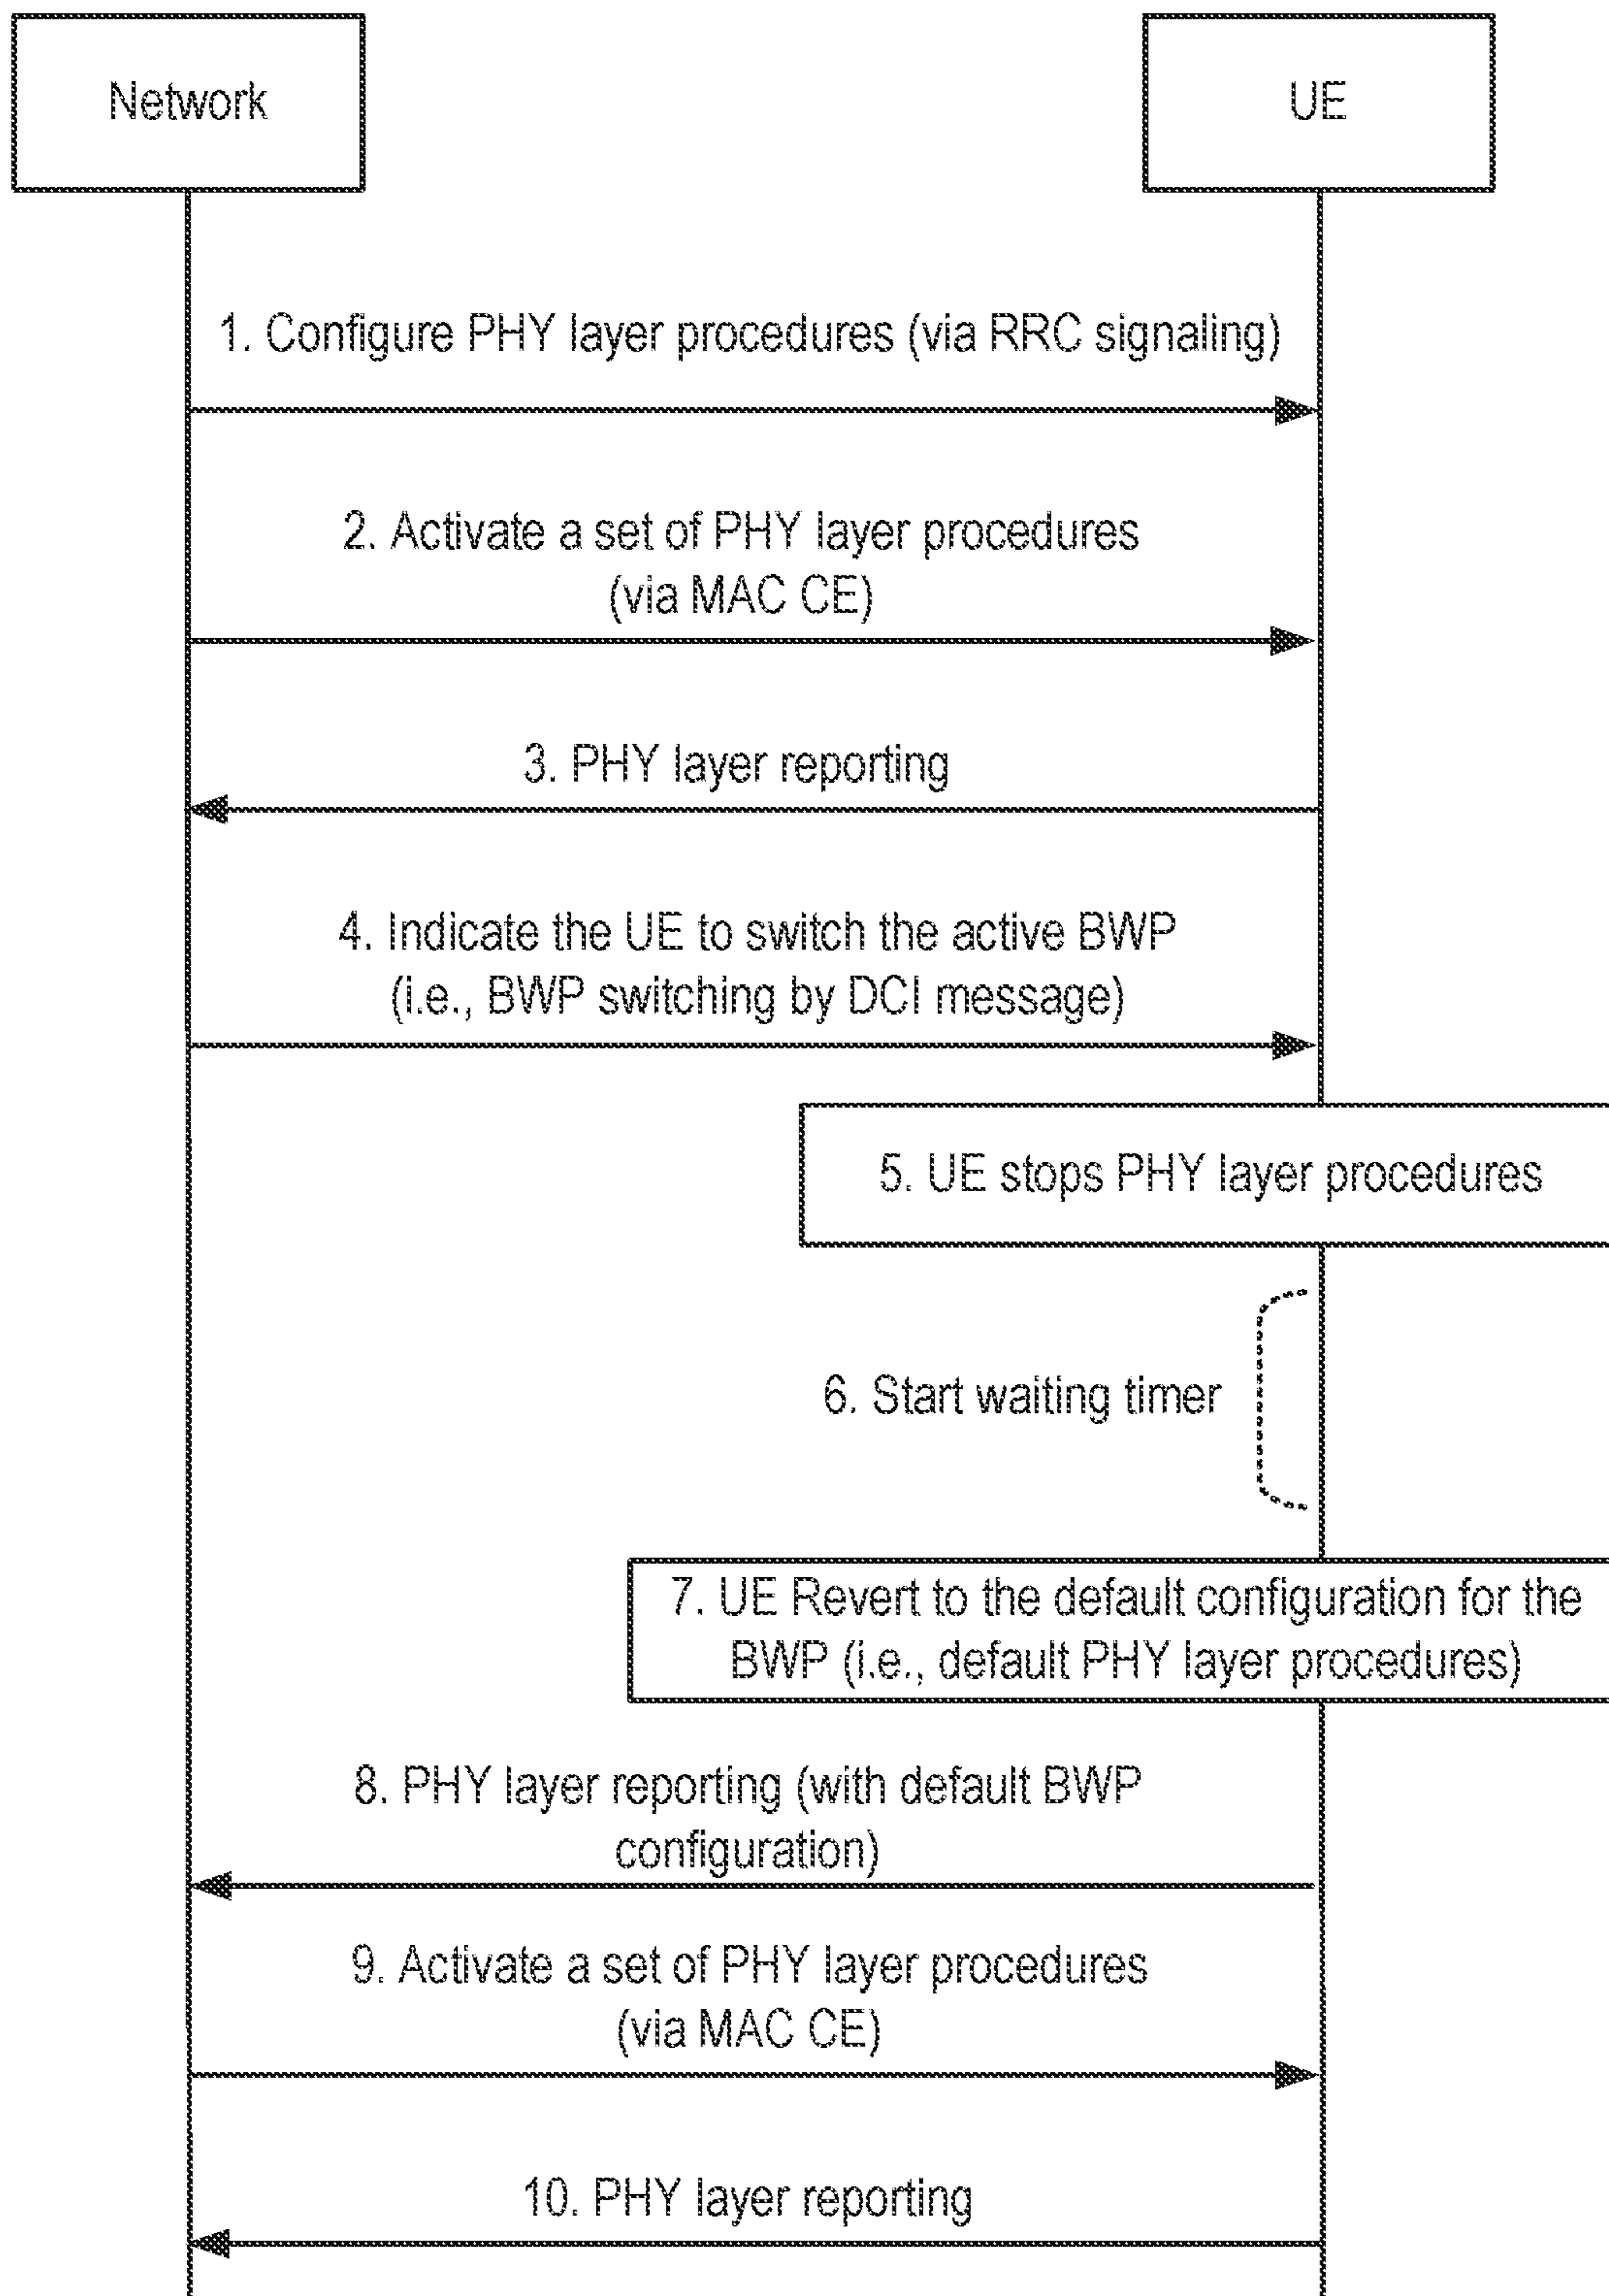 Network
UE
1. Configure PHY layer procedures (via RRC signaling)
2. Activate a set of PHY layer procedures
(via MAC CE)
3. PHY layer reporting
4. Indicate the UE to switch the active BWP
(i.e., BWP switching by DCI message)
5. UE stops PHY layer procedures
6. Start waiting timer
7. UE Revert to the default configuration for the
BWP (i.e., default PHY layer procedures)
8. PHY layer reporting (with default BWP
configuration)
9. Activate a set of PHY layer procedures
(via MAC CE)
10. PHY layer reporting